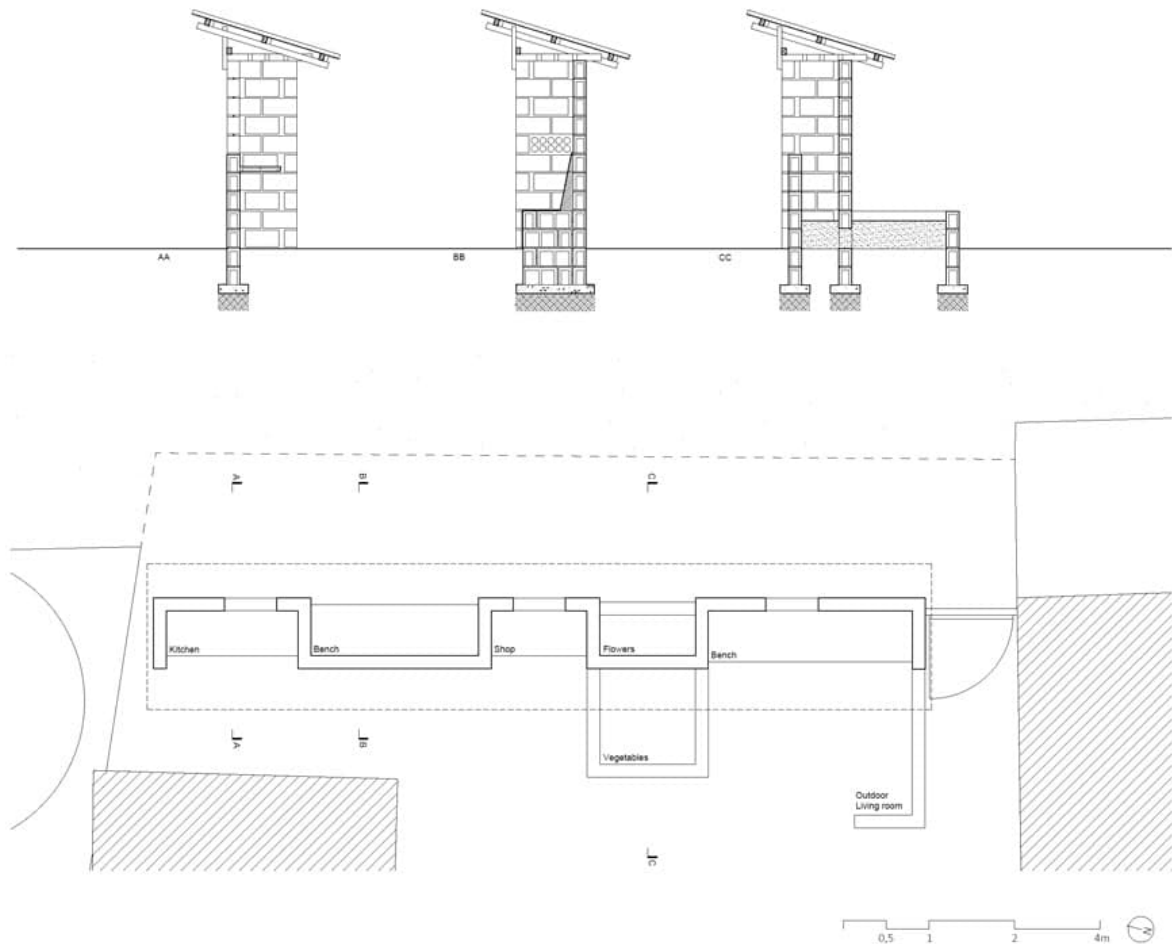 AA
BB
CC
A
B
C
Kitchen
Bench
Shop
Flowers
Bench
A
B
Vegetables
Outdoor
Living room
C
0,5
1
2
4m
N